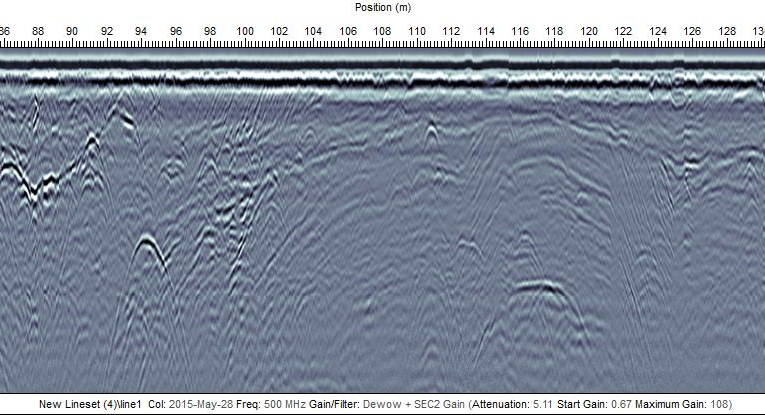 Position (m)
86 88 90 92 94 96 98 100 102 104 106 108 110 112 114 116 118 120 122 124 126 128 130
New Lineset (4)\line1 Col: 2015-May-28 Freq: 500 MHz Gain/Filter: Dewow + SEC2 Gain (Attenuation: 5.11 Start Gain: 0.67 Maximum Gain: 108)